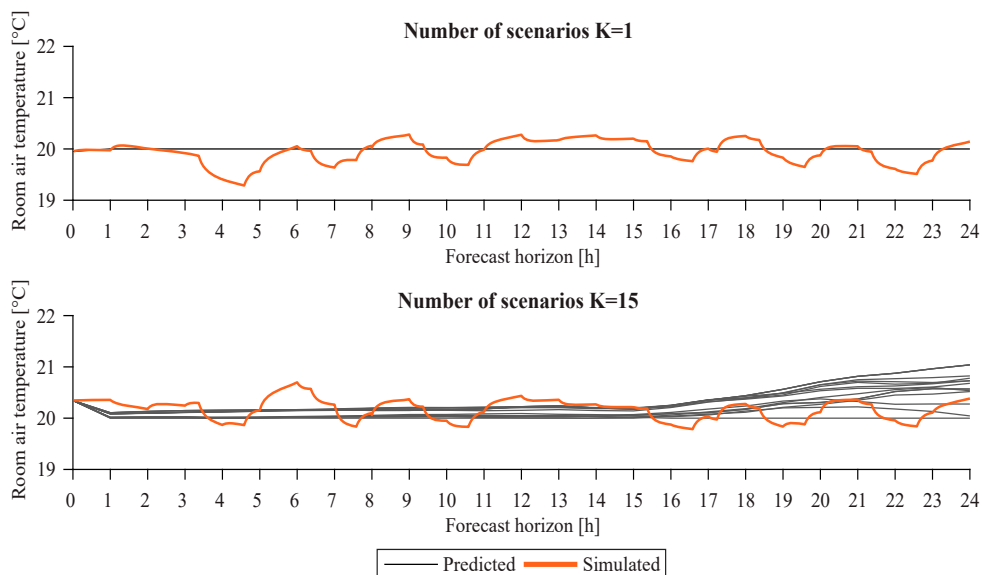 Number of scenarios K=1
Room air temperature [°C]
22
21
20
19
0 1 2 3 4 5 6 7 8 9 10 11 12 13 14 15 16 17 18 19 20 21 22 23 24
Forecast horizon [h]
Number of scenarios K=15
Room air temperature [°C]
22
21
20
19
0 1 2 3 4 5 6 7 8 9 10 11 12 13 14 15 16 17 18 19 20 21 22 23 24
Forecast horizon [h]
Predicted Simulated